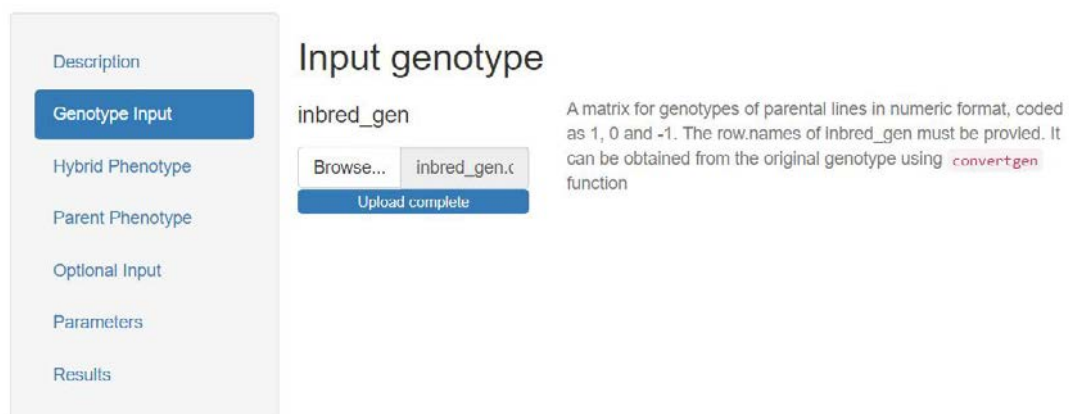 Description
Genotype Input
Hybrid Phenotype
Parent Phenotype
Optional Input
Parameters
Results
Input genotype
inbred_gen
Browse... inbred_gen.c
Upload complete
A matrix for genotypes of parental lines in numeric format, coded
as 1, 0 and -1. The row.names of inbred_gen must be provled. It
can be obtained from the original genotype using convertgen
function